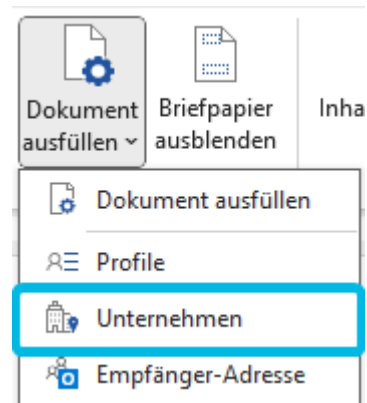 Dokument
ausfüllen
Briefpapier
ausblenden
Inha
Dokument ausfüllen
Profile
Unternehmen
Empfänger-Adresse